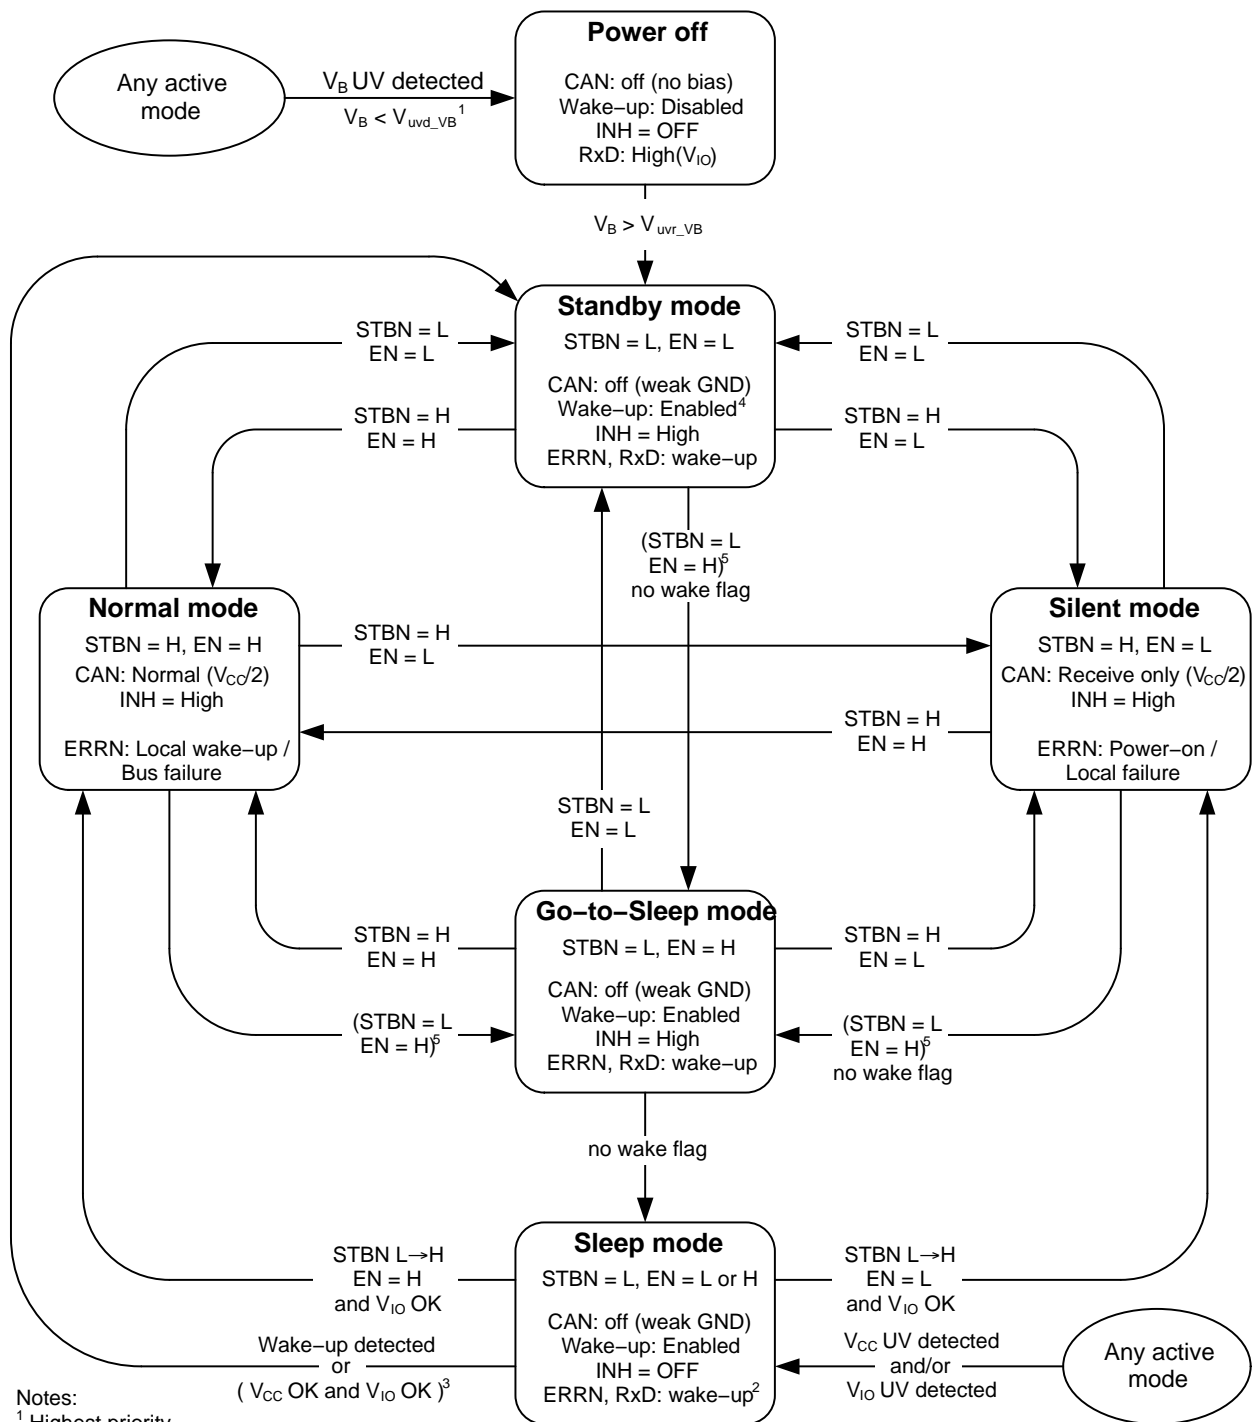 Power off
CAN: off (no bias)
Wake−up: Disabled
INH = OFF
RxD: High(VIO)
Any active
mode
VB UV detected
VB < Vuvd_VB1
VB > Vuvr_VB
Standby mode
STBN = L, EN = L
CAN: off (weak GND)
Wake−up: Enabled4
INH = High
ERRN, RxD: wake−up
STBN = L
EN = L
STBN = H
EN = H
STBN = L
EN = L
STBN = H
EN = L
(STBN = L
EN = H)5
no wake flag
Normal mode
STBN = H, EN = H
CAN: Normal (VCC/2)
INH = High
ERRN: Local wake−up /
Bus failure
STBN = H
EN = L
STBN = H
EN = H
Silent mode
STBN = H, EN = L
CAN: Receive only (VCC/2)
INH = High
ERRN: Power−on /
Local failure
STBN = L
EN = L
Go−to−Sleep mode
STBN = L, EN = H
CAN: off (weak GND)
Wake−up: Enabled
INH = High
ERRN, RxD: wake−up
STBN = H
EN = H
(STBN = L
EN = H)5
STBN = H
EN = L
(STBN = L
EN = H)5
no wake flag
no wake flag
Sleep mode
STBN = L, EN = L or H
CAN: off (weak GND)
Wake−up: Enabled
INH = OFF
ERRN, RxD: wake−up2
STBN L→H
EN = H
and VIO OK
Wake−up detected
or
( VCC OK and VIO OK )3
STBN L→H
EN = L
and VIO OK
VCC UV detected
and/or
VIO UV detected
Any active
mode
Notes:
1 Highest priority